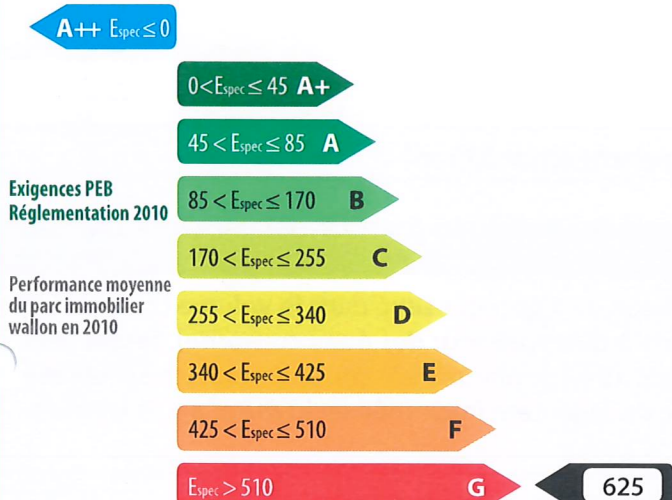 A++ Espec ≤ 0
0 < Espec ≤ 45 A+
45 < Espec ≤ 85 A
Exigences PEB
Réglementation 2010
85 < Espec ≤ 170 B
170 < Espec ≤ 255 C
Performance moyenne
du parc immobilier
wallon en 2010
255 < Espec ≤ 340 D
340 < Espec ≤ 425 E
425 < Espec ≤ 510 F
Espec > 510 G
625